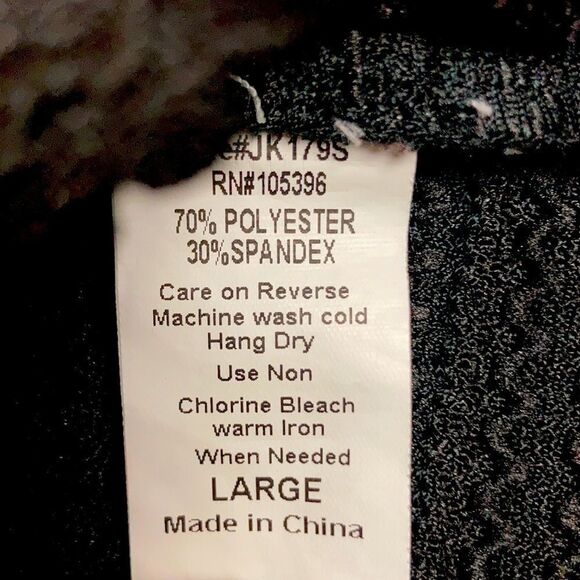 #JK179S
RN#105396
70% POLYESTER
30%SPANDEX
Care on Reverse
Machine wash cold
Hang Dry
Use Non
Chlorine Bleach
warm Iron
When Needed
LARGE
Made in China